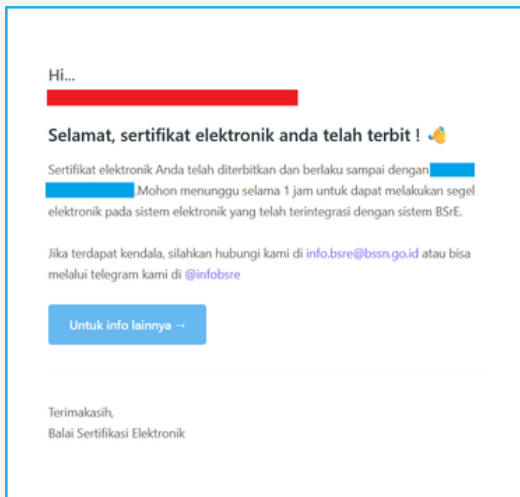 Hi...
Selamat, sertifikat elektronik anda telah terbit ! 👋
Sertifikat elektronik Anda telah diterbitkan dan berlaku sampai dengan
.Mohon menunggu selama 1 jam untuk dapat melakukan segel
elektronik pada sistem elektronik yang telah terintegrasi dengan sistem BSrE.
Jika terdapat kendala, silahkan hubungi kami di info.bsre@bssn.go.id atau bisa
melalui telegram kami di @infobsre
Untuk info lainnya →
Terimakasih,
Balai Sertifikasi Elektronik